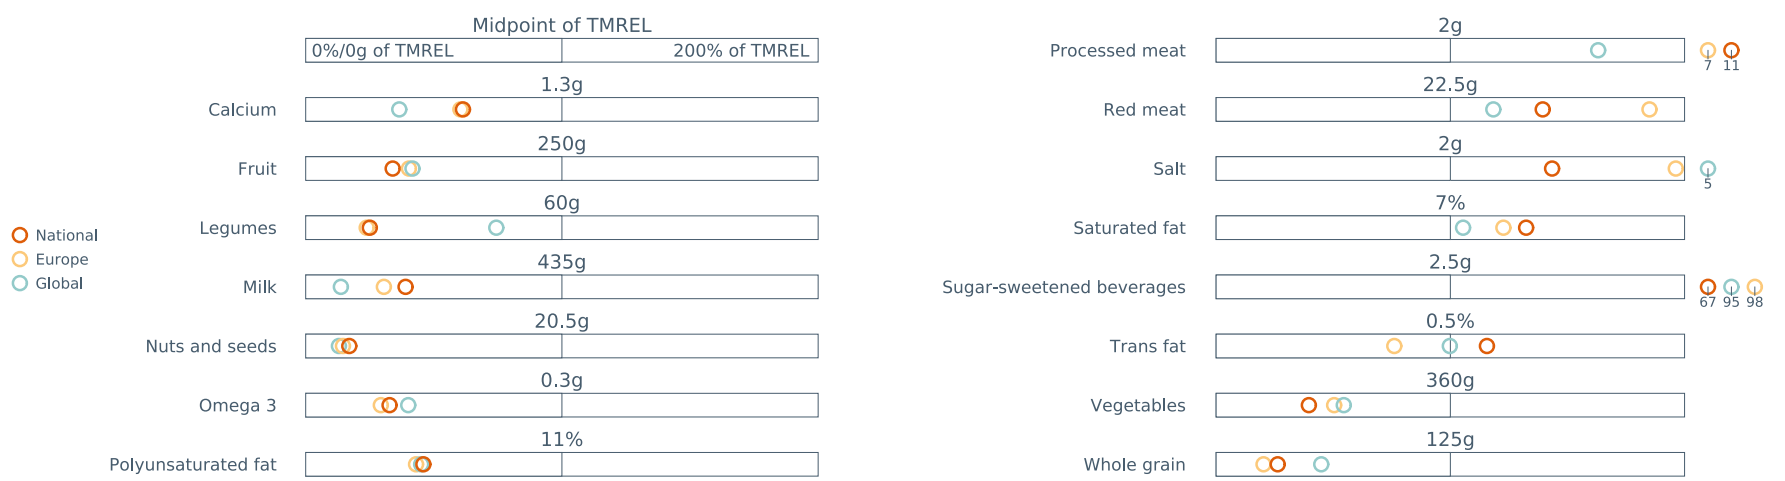 Midpoint of TMREL
0%/0g of TMREL 200% of TMREL
1.3g
Calcium
250g
Fruit
60g
Legumes
435g
Milk
20.5g
Nuts and seeds
0.3g
Omega 3
11%
Polyunsaturated fat
National
Europe
Global
2g
Processed meat
7 11
22.5g
Red meat
2g
Salt
5
7%
Saturated fat
2.5g
Sugar-sweetened beverages
67 95 98
0.5%
Trans fat
360g
Vegetables
125g
Whole grain